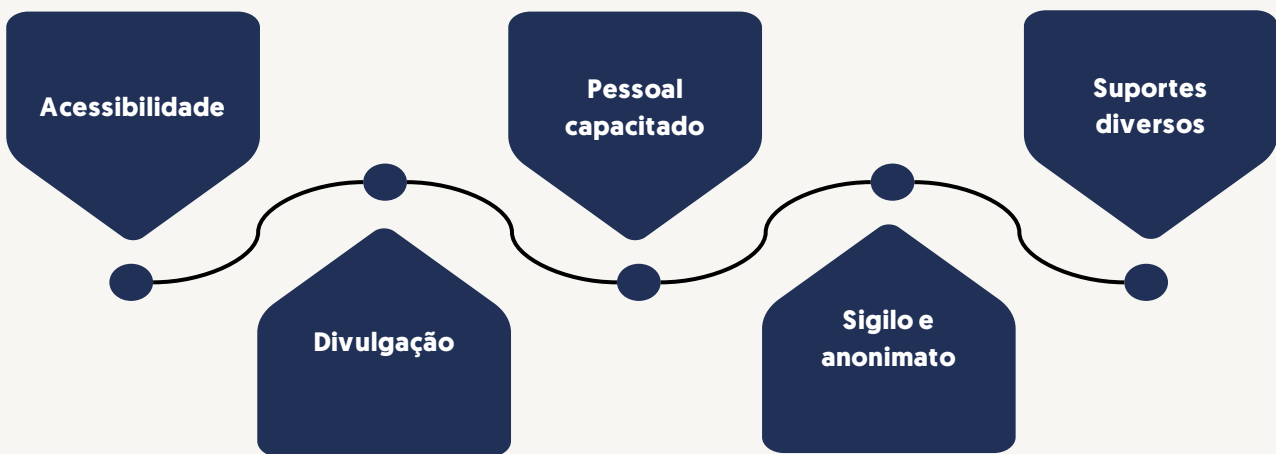 Acessibilidade
Divulgação
Pessoal
capacitado
Sigilo e
anonimato
Suportes
diversos